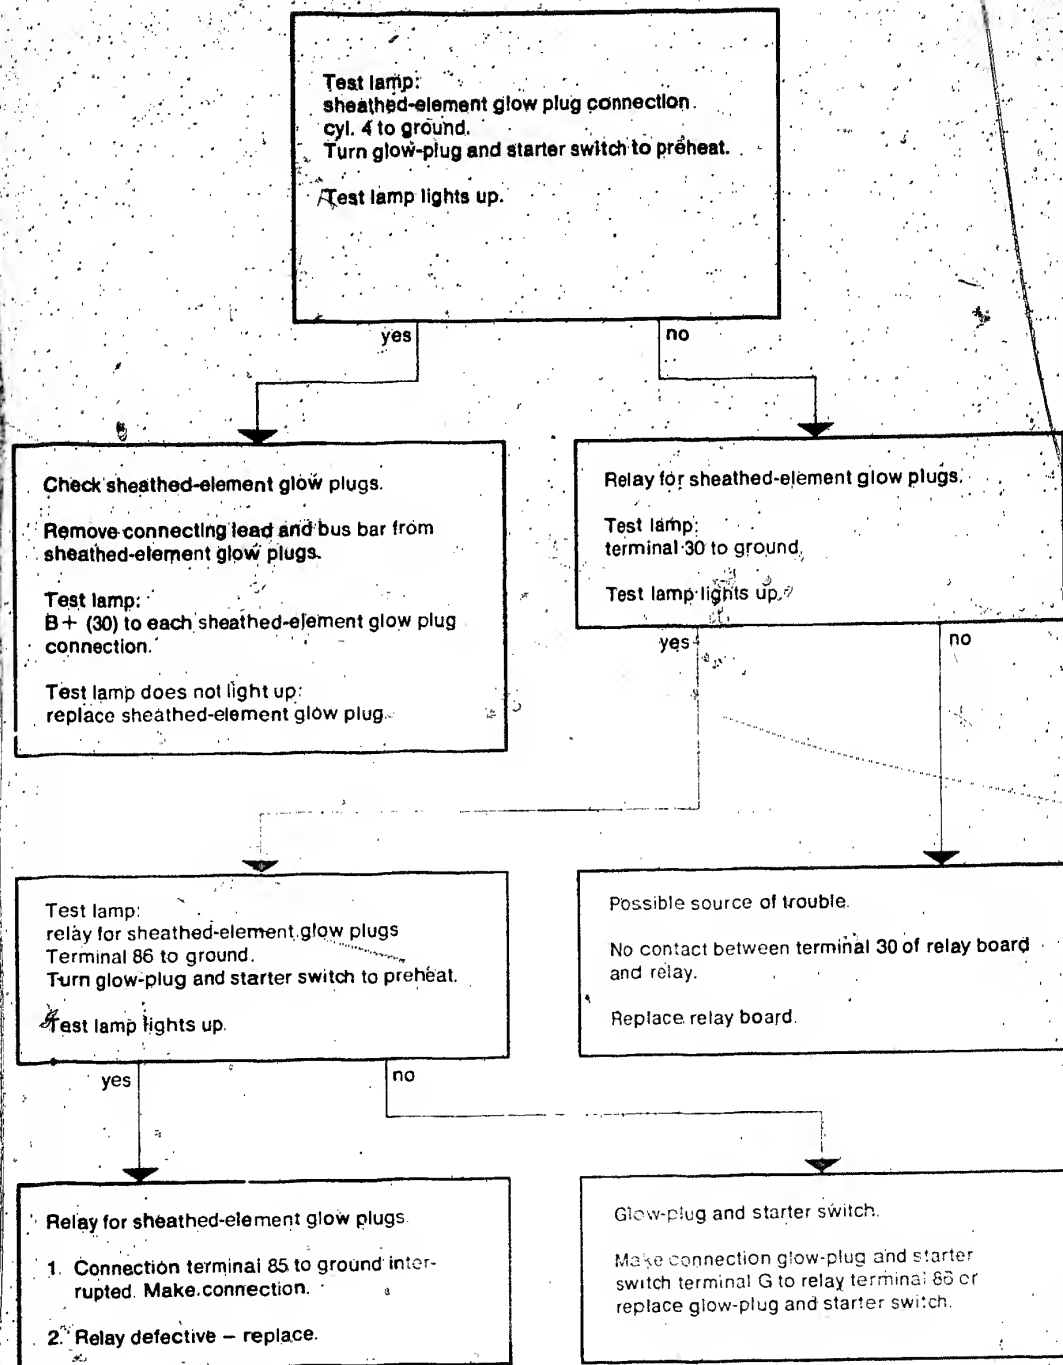 Test lamp:
sheathed-element glow plug connection
cyl. 4 to ground.
Turn glow-plug and starter switch to preheat.
Test lamp lights up.
yes
no
Check sheathed-element glow plugs.
Remove connecting lead and bus bar from
sheathed-element glow plugs.
Test lamp:
B+ (30) to each sheathed-element glow plug
connection.
Test lamp does not light up:
replace sheathed-element glow plug.
Relay for sheathed-element glow plugs.
Test lamp:
terminal 30 to ground.
Test lamp lights up.
yes
no
Test lamp:
relay for sheathed-element glow plugs
Terminal 86 to ground.
Turn glow-plug and starter switch to preheat.
Test lamp lights up.
Possible source of trouble.
No contact between terminal 30 of relay board
and relay.
Replace relay board.
yes
no
Relay for sheathed-element glow plugs.
1. Connection terminal 85 to ground inter-
rupted. Make connection.
2. Relay defective – replace.
Glow-plug and starter switch.
Make connection glow-plug and starter
switch terminal G to relay terminal 86 or
replace glow-plug and starter switch.